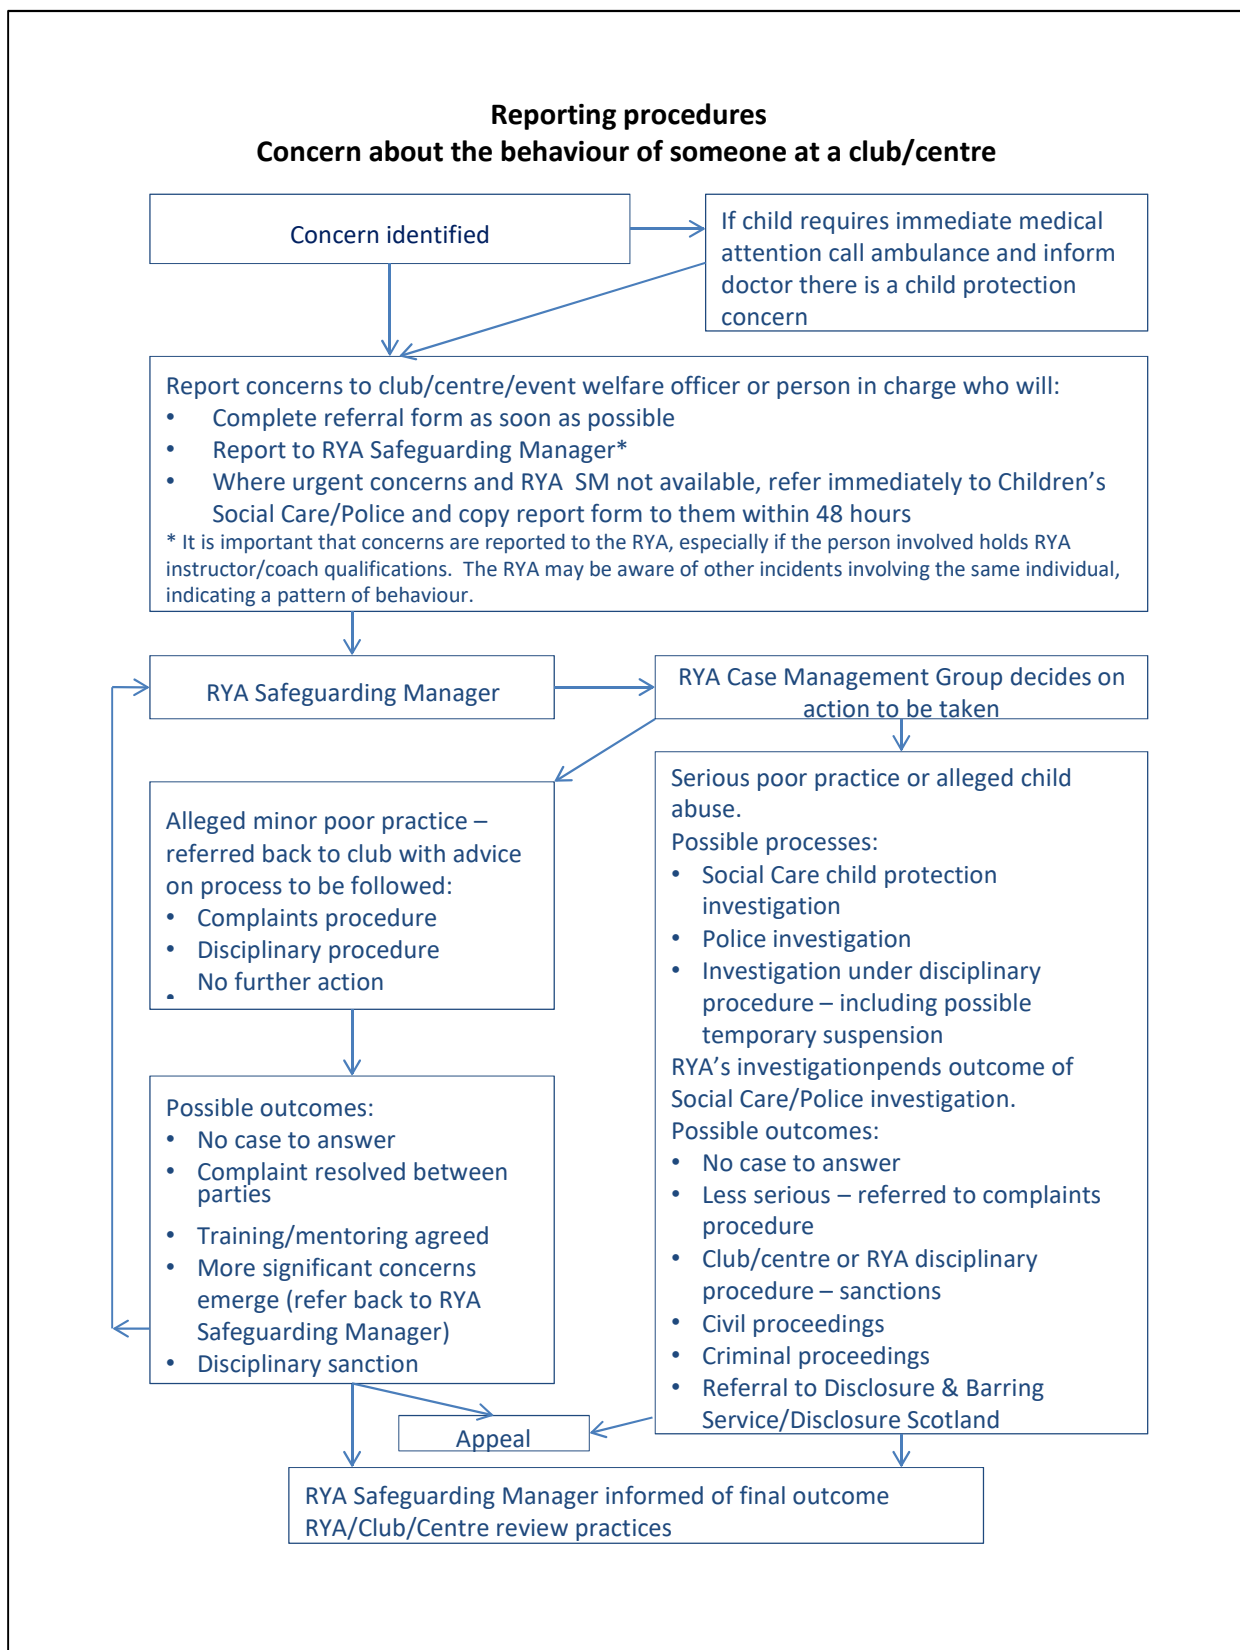 Reporting procedures
Concern about the behaviour of someone at a club/centre
Concern identified
If child requires immediate medical
attention call ambulance and inform
doctor there is a child protection
concern
Report concerns to club/centre/event welfare officer or person in charge who will:
• Complete referral form as soon as possible
• Report to RYA Safeguarding Manager*
• Where urgent concerns and RYA  SM not available, refer immediately to Children’s
Social Care/Police and copy report form to them within 48 hours
* It is important that concerns are reported to the RYA, especially if the person involved holds RYA
instructor/coach qualifications.  The RYA may be aware of other incidents involving the same individual,
indicating a pattern of behaviour.
RYA Safeguarding Manager
RYA Case Management Group decides on
action to be taken
Alleged minor poor practice –
referred back to club with advice
on process to be followed:
• Complaints procedure
• Disciplinary procedure
No further action
•
Serious poor practice or alleged child
abuse.
Possible processes:
• Social Care child protection
investigation
• Police investigation
• Investigation under disciplinary
procedure – including possible
temporary suspension
RYA’s investigationpends outcome of
Social Care/Police investigation.
Possible outcomes:
• No case to answer
• Less serious – referred to complaints
procedure
• Club/centre or RYA disciplinary
procedure – sanctions
• Civil proceedings
• Criminal proceedings
• Referral to Disclosure & Barring
Service/Disclosure Scotland
Possible outcomes:
• No case to answer
• Complaint resolved between
parties
• Training/mentoring agreed
• More significant concerns
emerge (refer back to RYA
Safeguarding Manager)
• Disciplinary sanction
Appeal
RYA Safeguarding Manager informed of final outcome
RYA/Club/Centre review practices